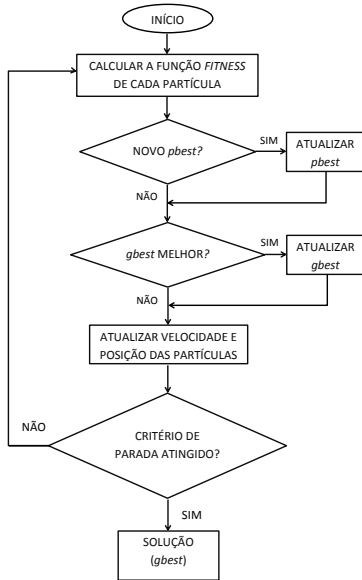 INÍCIO
CALCULAR A FUNÇÃO FITNESS
DE CADA PARTÍCULA
NOVO pbest?
SIM
ATUALIZAR
pbest
NÃO
gbest MELHOR?
SIM
ATUALIZAR
gbest
NÃO
ATUALIZAR VELOCIDADE E
POSIÇÃO DAS PARTÍCULAS
NÃO
CRITÉRIO DE
PARADA ATINGIDO?
SIM
SOLUÇÃO
(gbest)